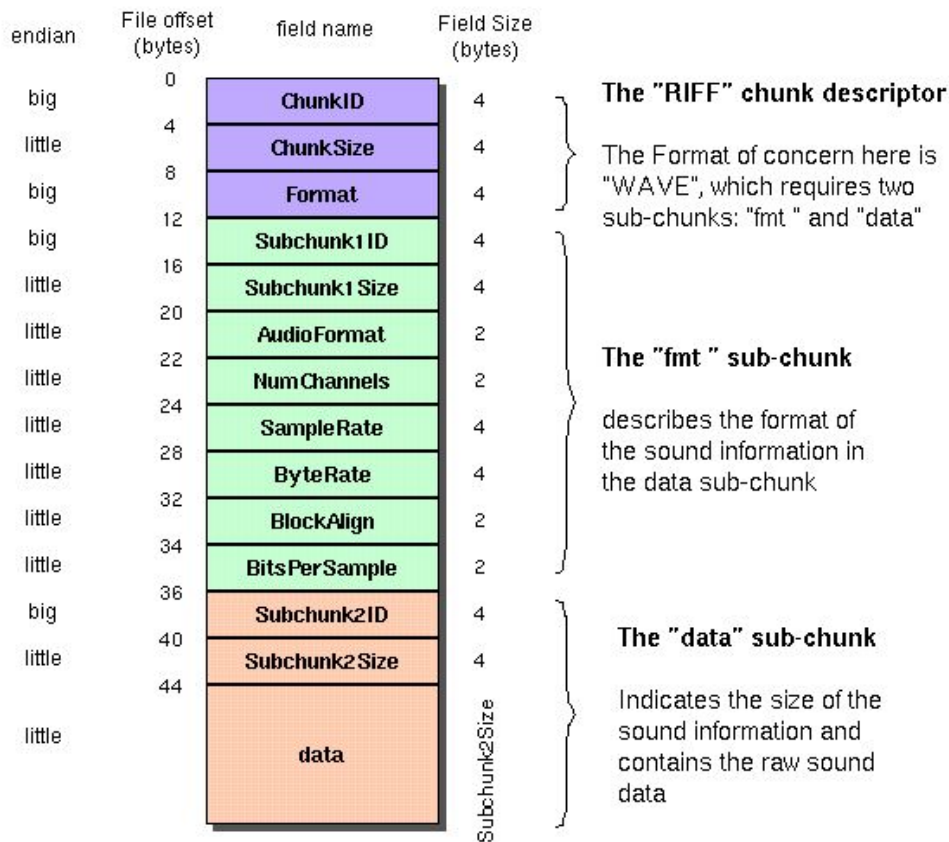 endian
File offset
(bytes)
field name
Field Size
(bytes)
0
big
ChunkID
4
4
little
ChunkSize
4
8
big
Format
4
12
big
Subchunk1ID
4
16
little
Subchunk1Size
4
20
little
AudioFormat
2
22
little
NumChannels
2
24
little
SampleRate
4
28
little
ByteRate
4
32
little
BlockAlign
2
34
little
BitsPerSample
2
36
big
Subchunk2ID
4
40
little
Subchunk2Size
4
44
little
data
Subchunk2Size
The "RIFF" chunk descriptor
The Format of concern here is
"WAVE", which requires two
sub-chunks: "fmt " and "data"
The "fmt " sub-chunk
describes the format of
the sound information in
the data sub-chunk
The "data" sub-chunk
Indicates the size of the
sound information and
contains the raw sound
data